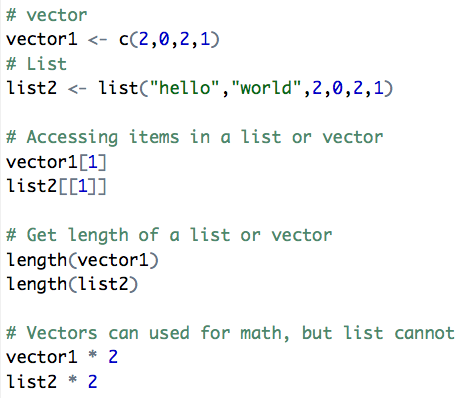 # vector
vector1 <- c(2,0,2,1)
# List
list2 <- list("hello","world",2,0,2,1)
# Accessing items in a list or vector
vector1[1]
list2[[1]]
# Get length of a list or vector
length(vector1)
length(list2)
# Vectors can used for math, but list cannot
vector1 * 2
list2 * 2